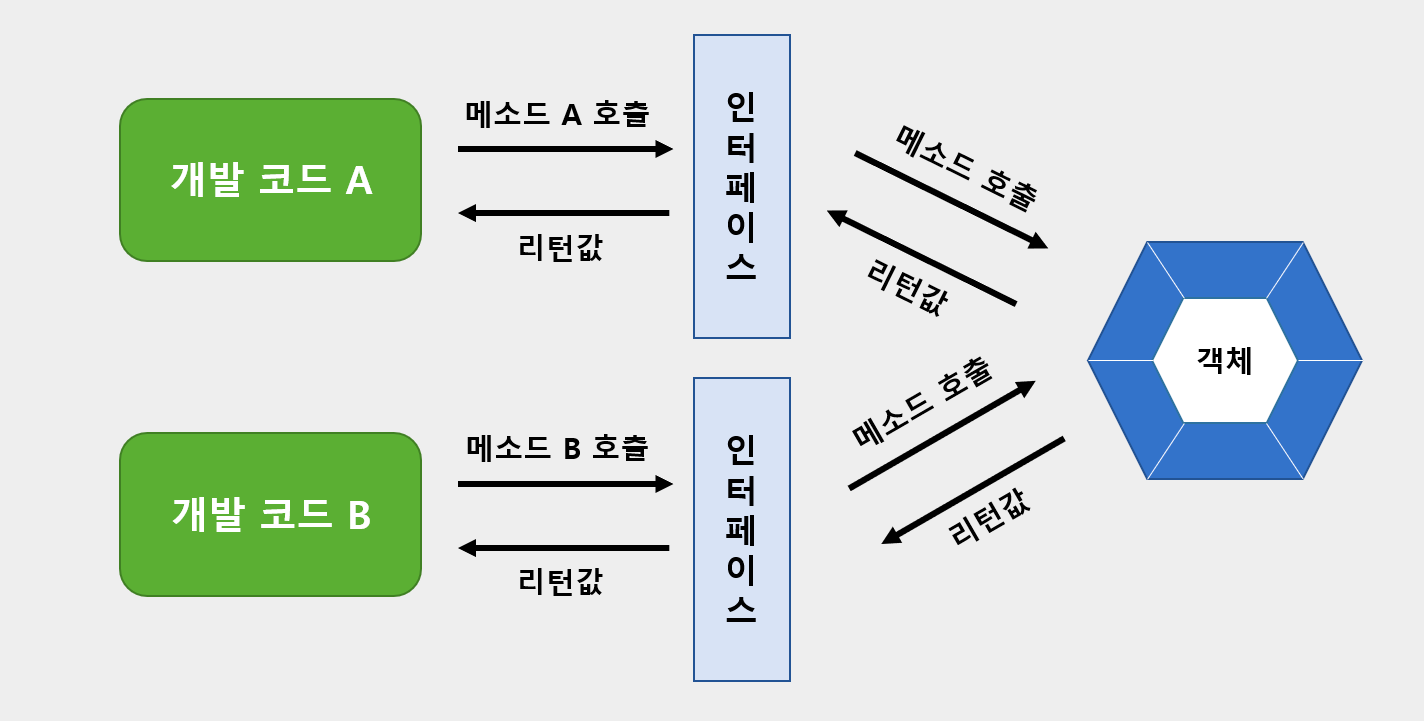 개발 코드 A
메소드 A 호출
리턴값
인터페이스
메소드 호출
리턴값
객체
개발 코드 B
메소드 B 호출
리턴값
인터페이스
메소드 호출
리턴값